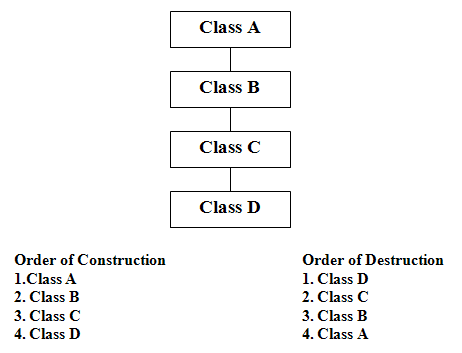 Class A
Class B
Class C
Class D
Order of Construction
1.Class A
2. Class B
3. Class C
4. Class D
Order of Destruction
1. Class D
2. Class C
3. Class B
4. Class A